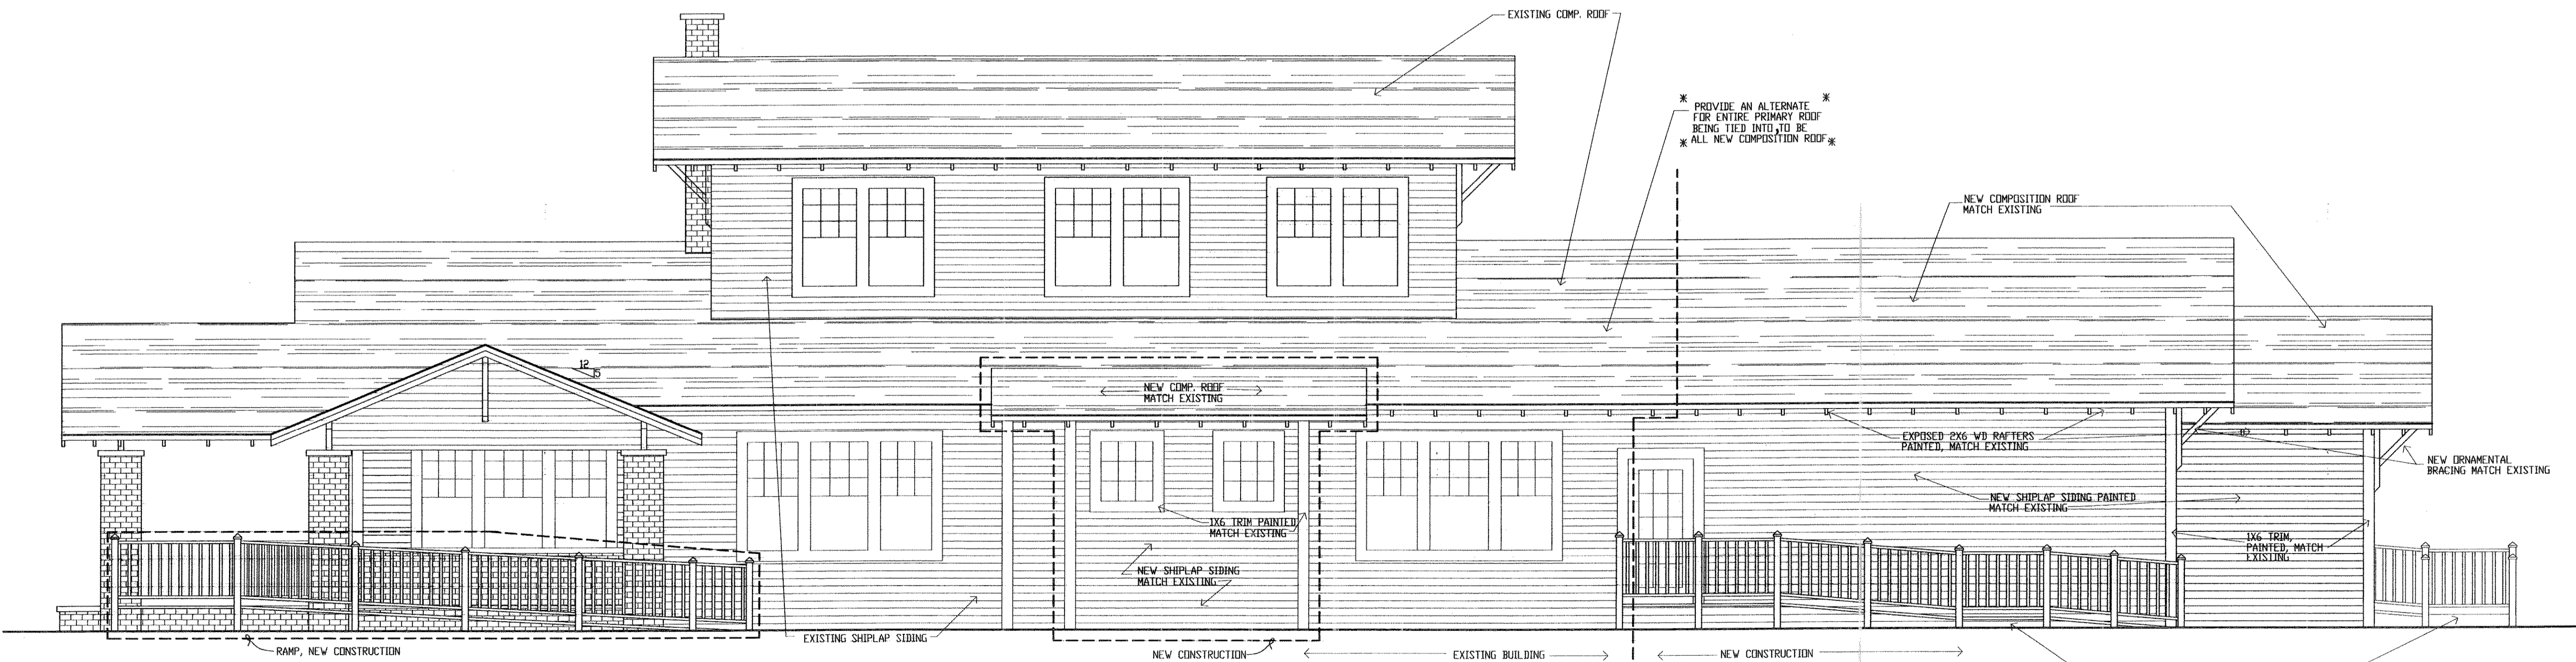 EXISTING COMP. ROOF
* PROVIDE AN ALTERNATE *
FOR ENTIRE PRIMARY ROOF
BEING TIED INTO, TO BE
* ALL NEW COMPOSITION ROOF *
NEW COMPOSITION ROOF
MATCH EXISTING
12
5
NEW COMP. ROOF
MATCH EXISTING
EXPOSED 2X6 WD RAFTERS
PAINTED, MATCH EXISTING
NEW ORNAMENTAL
BRACING MATCH EXISTING
NEW SHIPLAP SIDING PAINTED
MATCH EXISTING
1X6 TRIM PAINTED
MATCH EXISTING
1X6 TRIM,
PAINTED, MATCH
EXISTING
NEW SHIPLAP SIDING
MATCH EXISTING
EXISTING SHIPLAP SIDING
RAMP, NEW CONSTRUCTION
NEW CONSTRUCTION
EXISTING BUILDING
NEW CONSTRUCTION